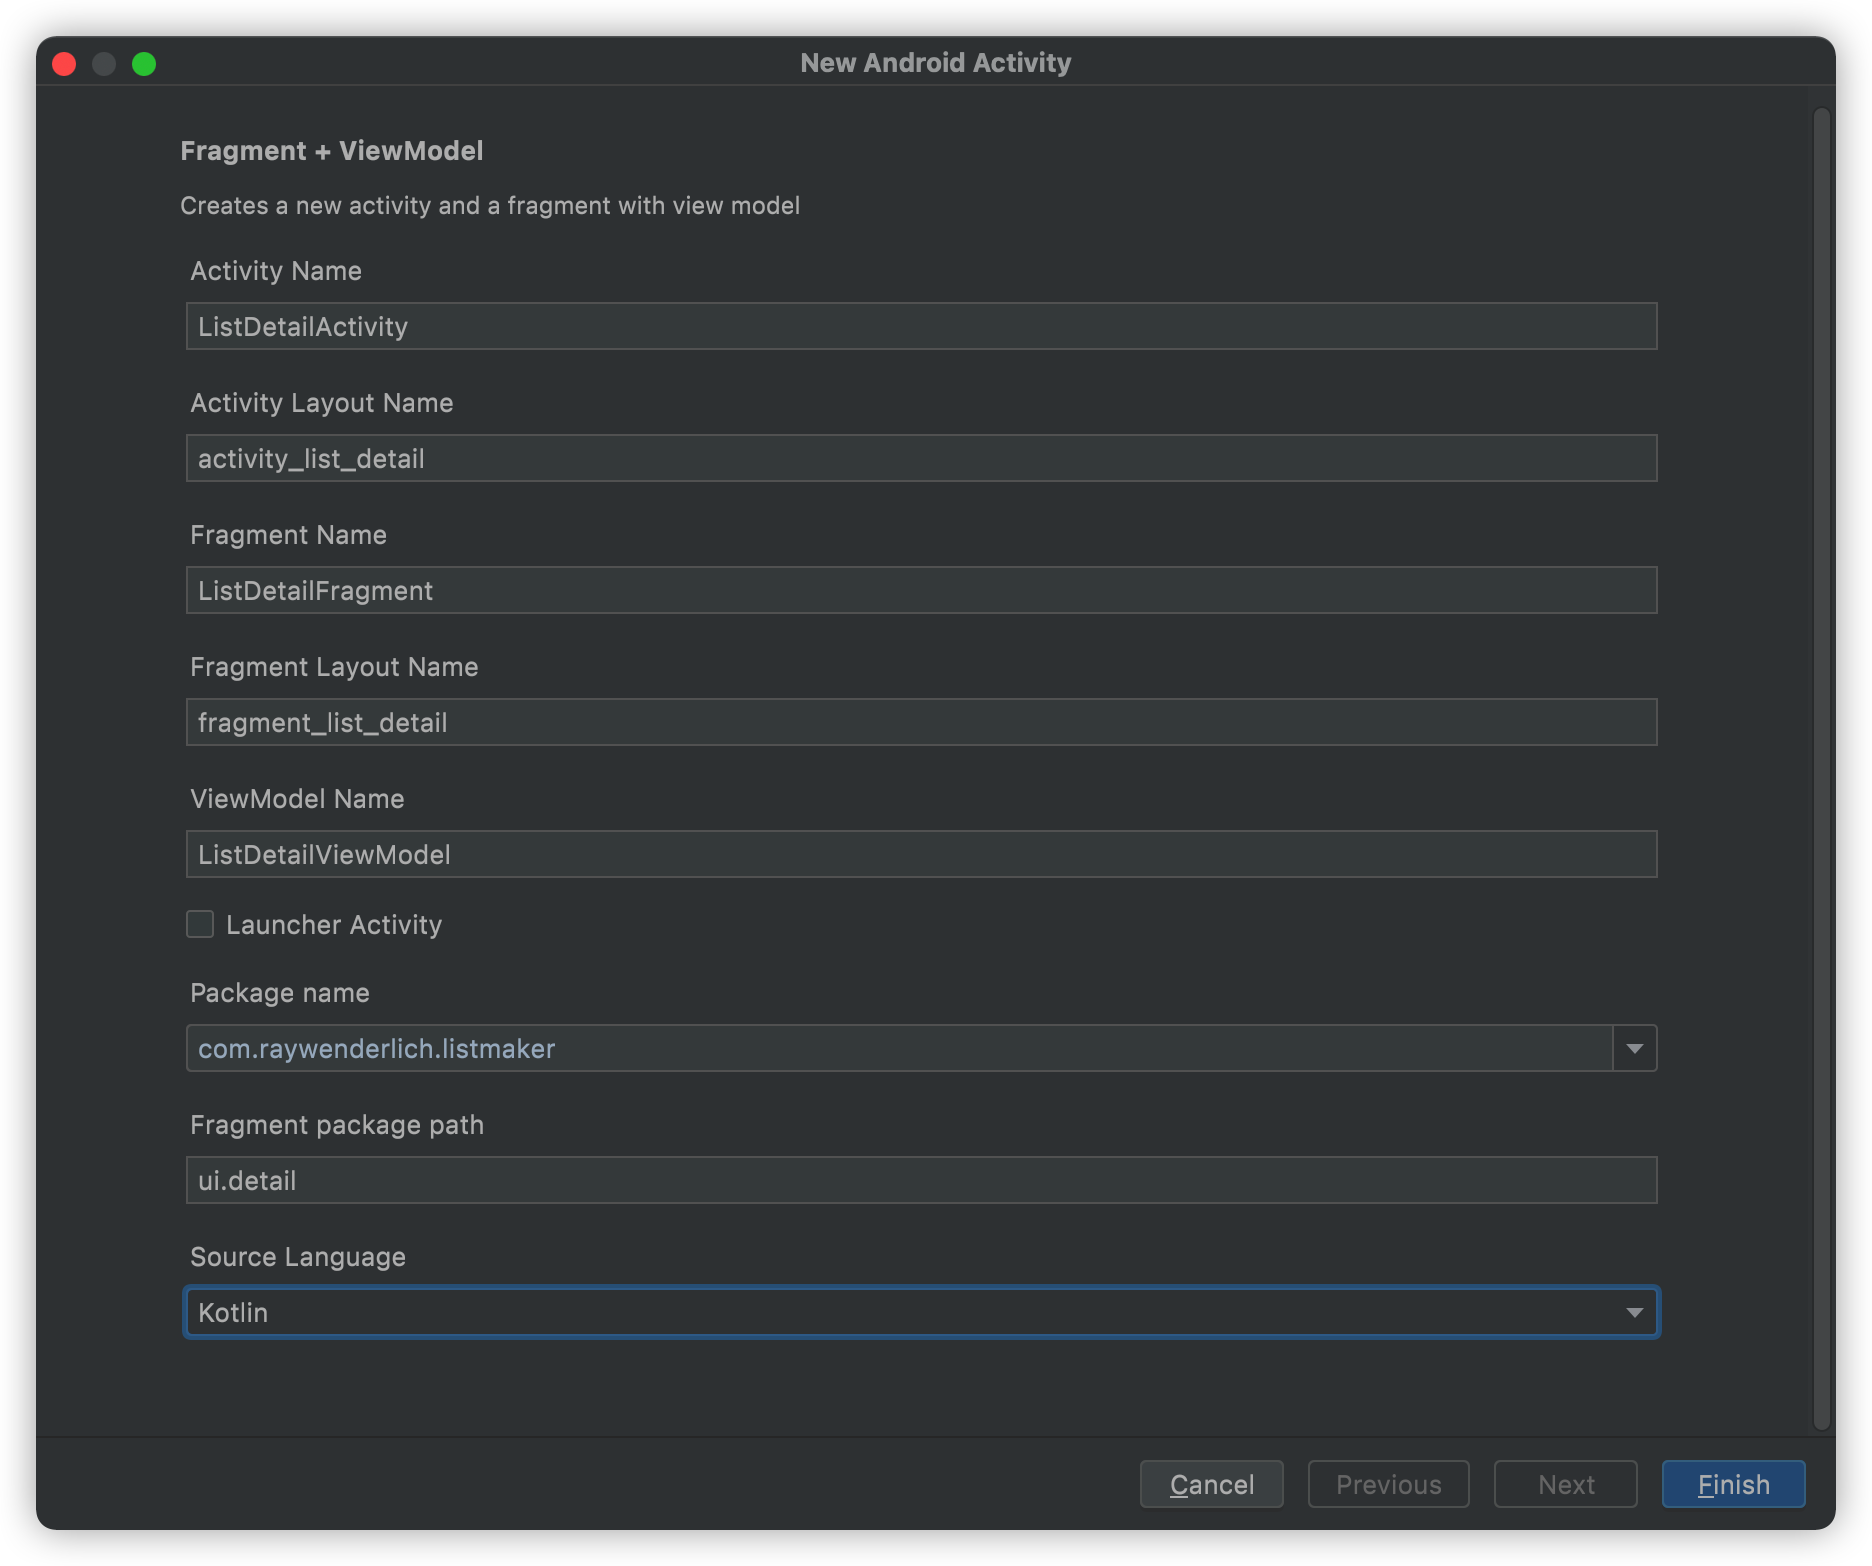 New Android Activity
Fragment + ViewModel
Creates a new activity and a fragment with view model
Activity Name
ListDetailActivity
Activity Layout Name
activity_list_detail
Fragment Name
ListDetailFragment
Fragment Layout Name
fragment_list_detail
ViewModel Name
ListDetailViewModel
Launcher Activity
Package name
com.raywenderlich.listmaker
Fragment package path
ui.detail
Source Language
Kotlin
Cancel Previous Next Finish